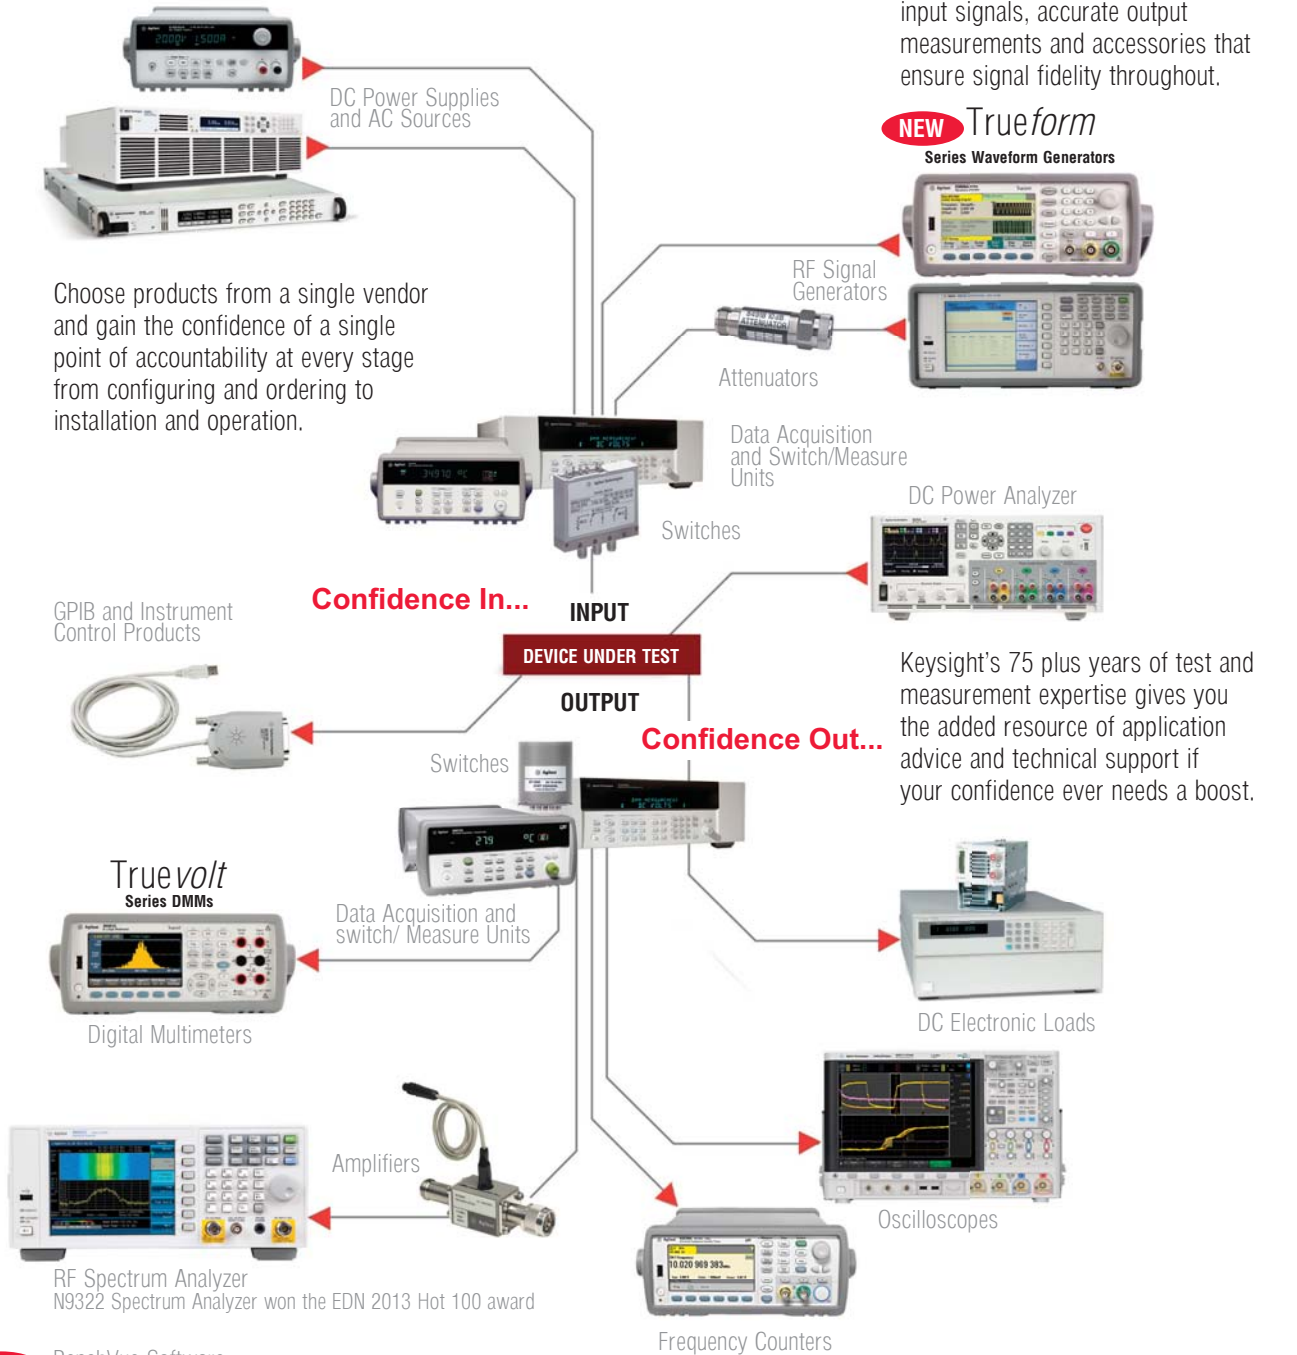 input signals, accurate output
measurements and accessories that
ensure signal fidelity throughout.
NEW Trueform
Series Waveform Generators
DC Power Supplies
and AC Sources
RF Signal
Generators
Attenuators
Choose products from a single vendor
and gain the confidence of a single
point of accountability at every stage
from configuring and ordering to
installation and operation.
Data Acquisition
and Switch/Measure
Units
Switches
DC Power Analyzer
Confidence In...
INPUT
DEVICE UNDER TEST
OUTPUT
Confidence Out...
GPIB and Instrument
Control Products
Keysight's 75 plus years of test and
measurement expertise gives you
the added resource of application
advice and technical support if
your confidence ever needs a boost.
Switches
Truevolt
Series DMMs
Data Acquisition and
switch/ Measure Units
Digital Multimeters
DC Electronic Loads
Amplifiers
Oscilloscopes
RF Spectrum Analyzer
N9322 Spectrum Analyzer won the EDN 2013 Hot 100 award
10.020 969 383
Frequency Counters